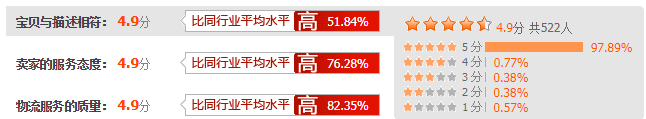 宝贝与描述相符： 4.9分 比同行业平均水平 高 51.84%
卖家的服务态度： 4.9分 比同行业平均水平 高 76.28%
物流服务的质量： 4.9分 比同行业平均水平 高 82.35%
4.9分 共522人
5 分 97.89%
4 分 0.77%
3 分 0.38%
2 分 0.38%
1 分 0.57%